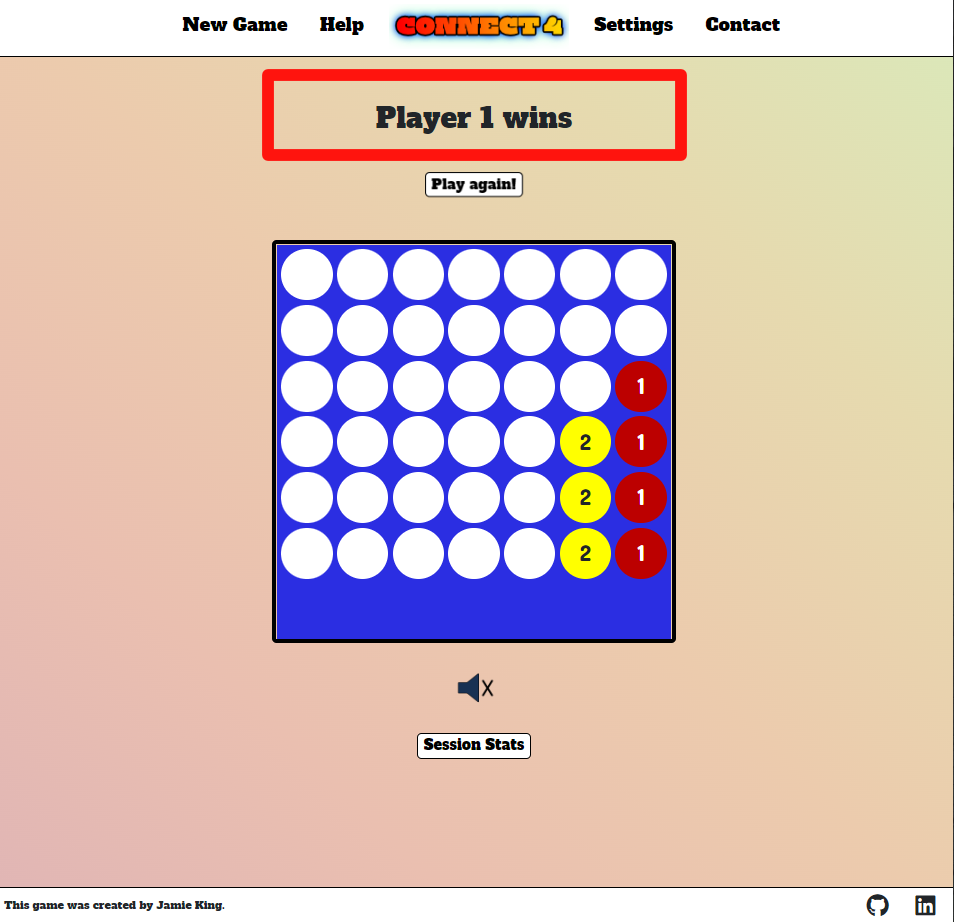 New Game Help CONNECT 4 Settings Contact
Player 1 wins
Play again!
1
2 1
2 1
2 1
X
Session Stats
This game was created by Jamie King. in